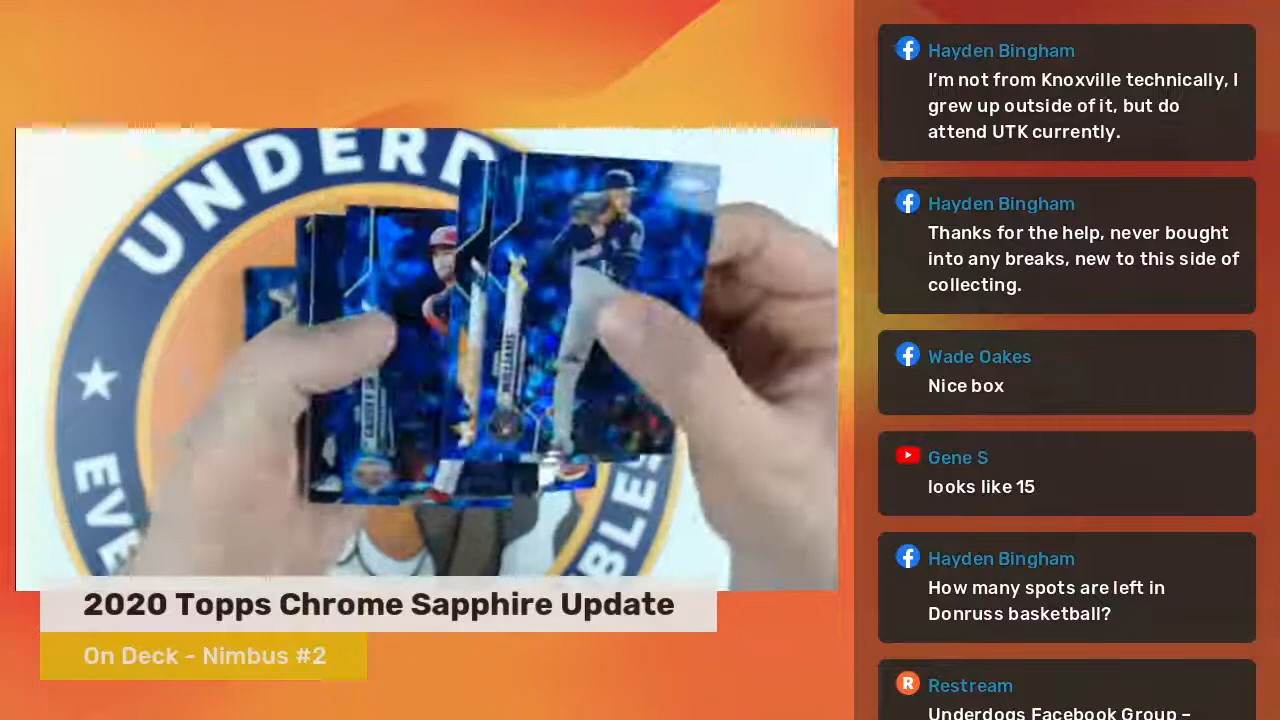 UNDERD
EVE
BLES
2020 Topps Chrome Sapphire Update
On Deck - Nimbus #2
Hayden Bingham
I’m not from Knoxville technically, I
grew up outside of it, but do
attend UTK currently.
Hayden Bingham
Thanks for the help, never bought
into any breaks, new to this side of
collecting.
Wade Oakes
Nice box
Gene S
looks like 15
Hayden Bingham
How many spots are left in
Donruss basketball?
Restream
Underdogs Facebook Group –